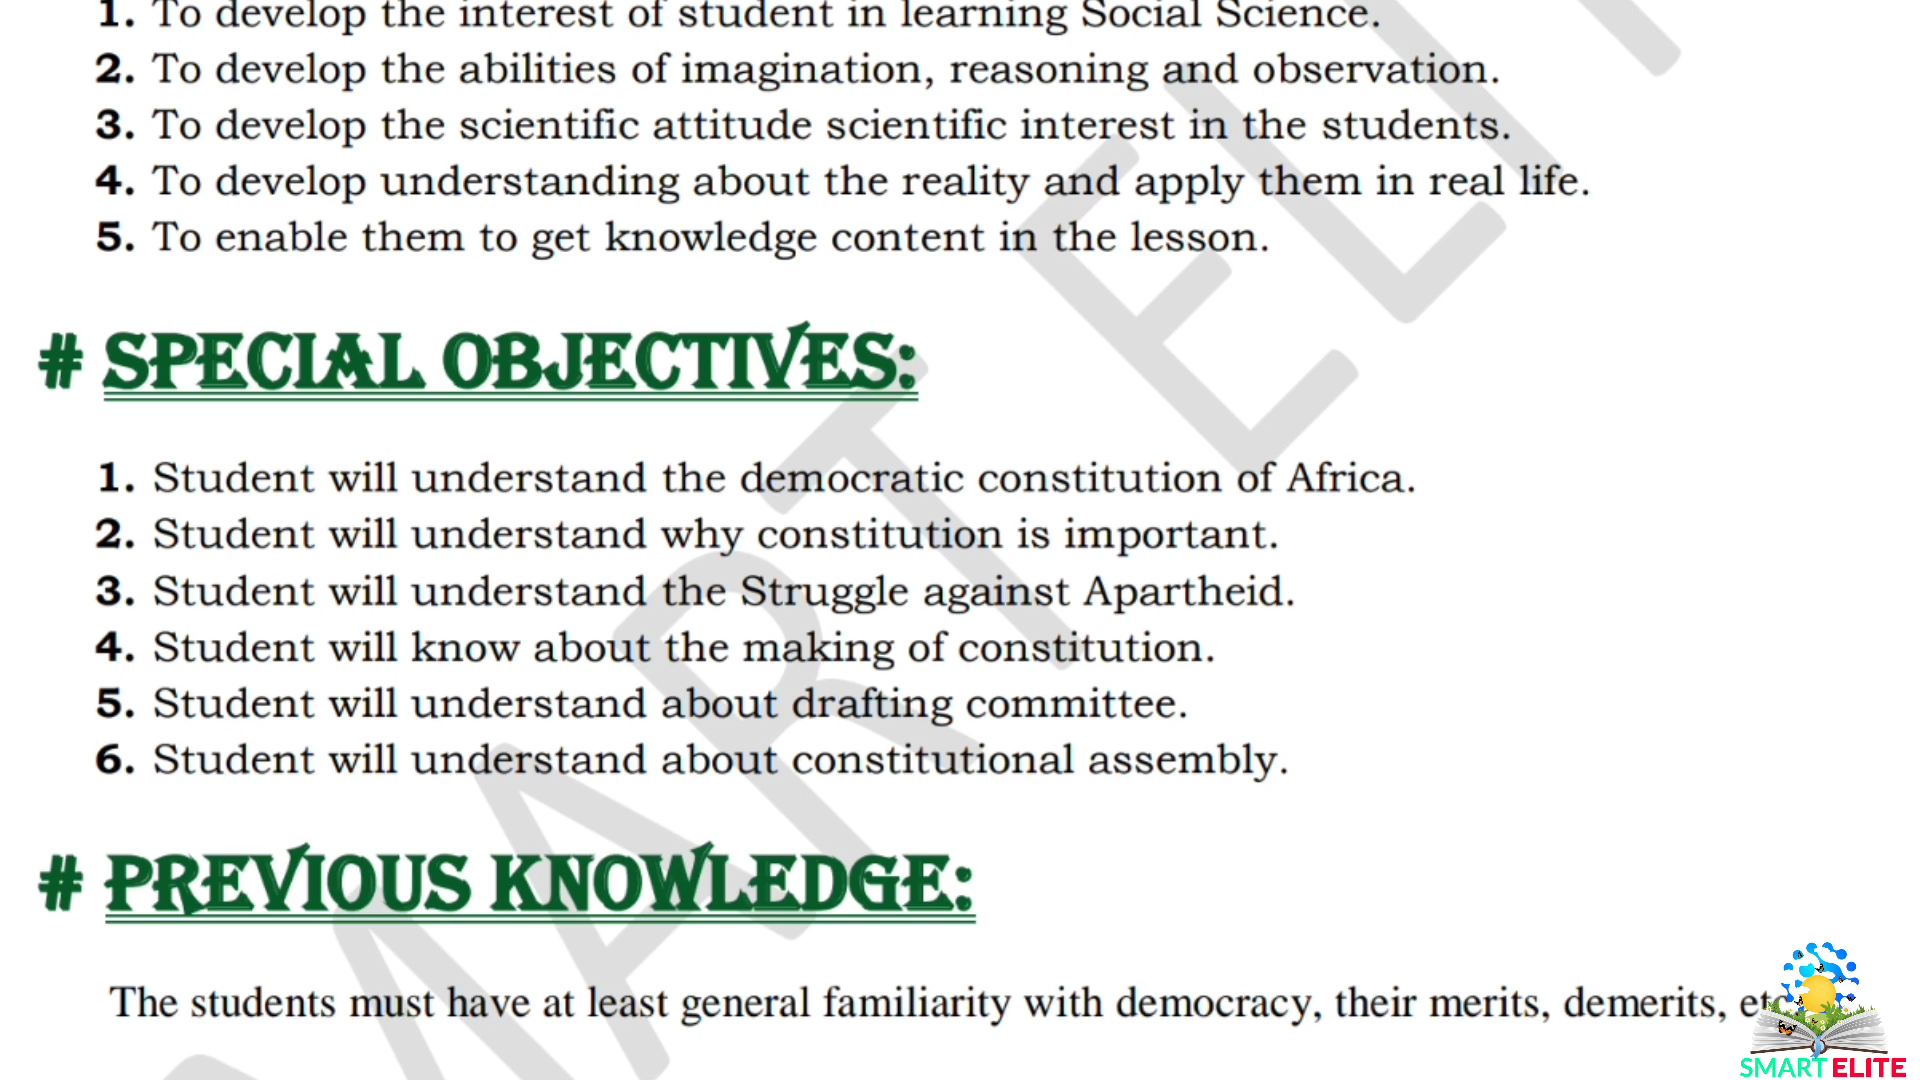 1. To develop the interest of student in learning Social Science.
2. To develop the abilities of imagination, reasoning and observation.
3. To develop the scientific attitude scientific interest in the students.
4. To develop understanding about the reality and apply them in real life.
5. To enable them to get knowledge content in the lesson.
# SPECIAL OBJECTIVES:
1. Student will understand the democratic constitution of Africa.
2. Student will understand why constitution is important.
3. Student will understand the Struggle against Apartheid.
4. Student will know about the making of constitution.
5. Student will understand about drafting committee.
6. Student will understand about constitutional assembly.
# PREVIOUS KNOWLEDGE:
The students must have at least general familiarity with democracy, their merits, demerits, etc.
SMART ELITE